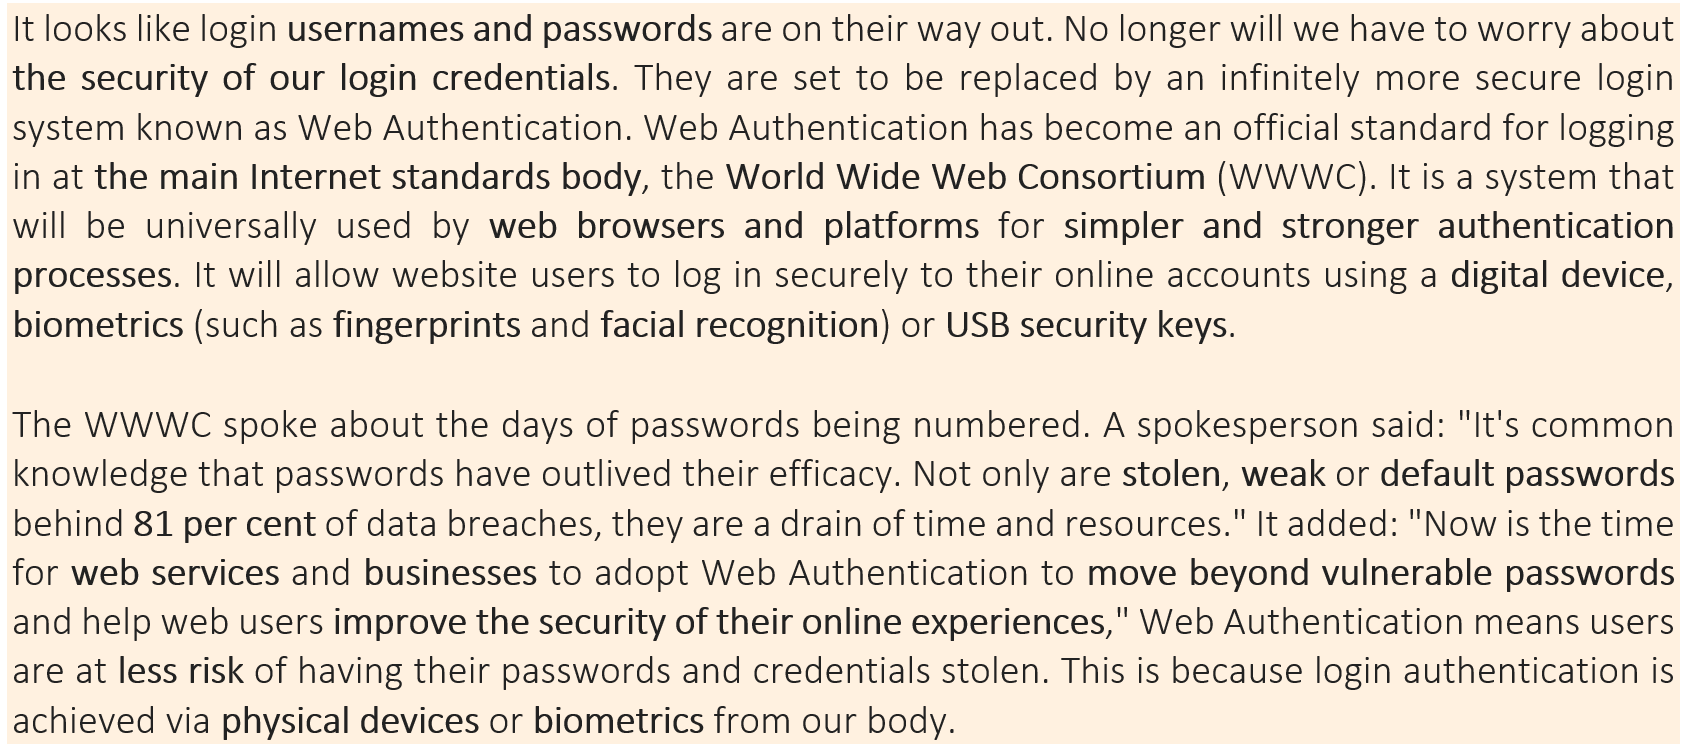 It looks like login usernames and passwords are on their way out. No longer will we have to worry about
the security of our login credentials. They are set to be replaced by an infinitely more secure login
system known as Web Authentication. Web Authentication has become an official standard for logging
in at the main Internet standards body, the World Wide Web Consortium (WWWC). It is a system that
will be universally used by web browsers and platforms for simpler and stronger authentication
processes. It will allow website users to log in securely to their online accounts using a digital device,
biometrics (such as fingerprints and facial recognition) or USB security keys.
The WWWC spoke about the days of passwords being numbered. A spokesperson said: "It's common
knowledge that passwords have outlived their efficacy. Not only are stolen, weak or default passwords
behind 81 per cent of data breaches, they are a drain of time and resources." It added: "Now is the time
for web services and businesses to adopt Web Authentication to move beyond vulnerable passwords
and help web users improve the security of their online experiences," Web Authentication means users
are at less risk of having their passwords and credentials stolen. This is because login authentication is
achieved via physical devices or biometrics from our body.